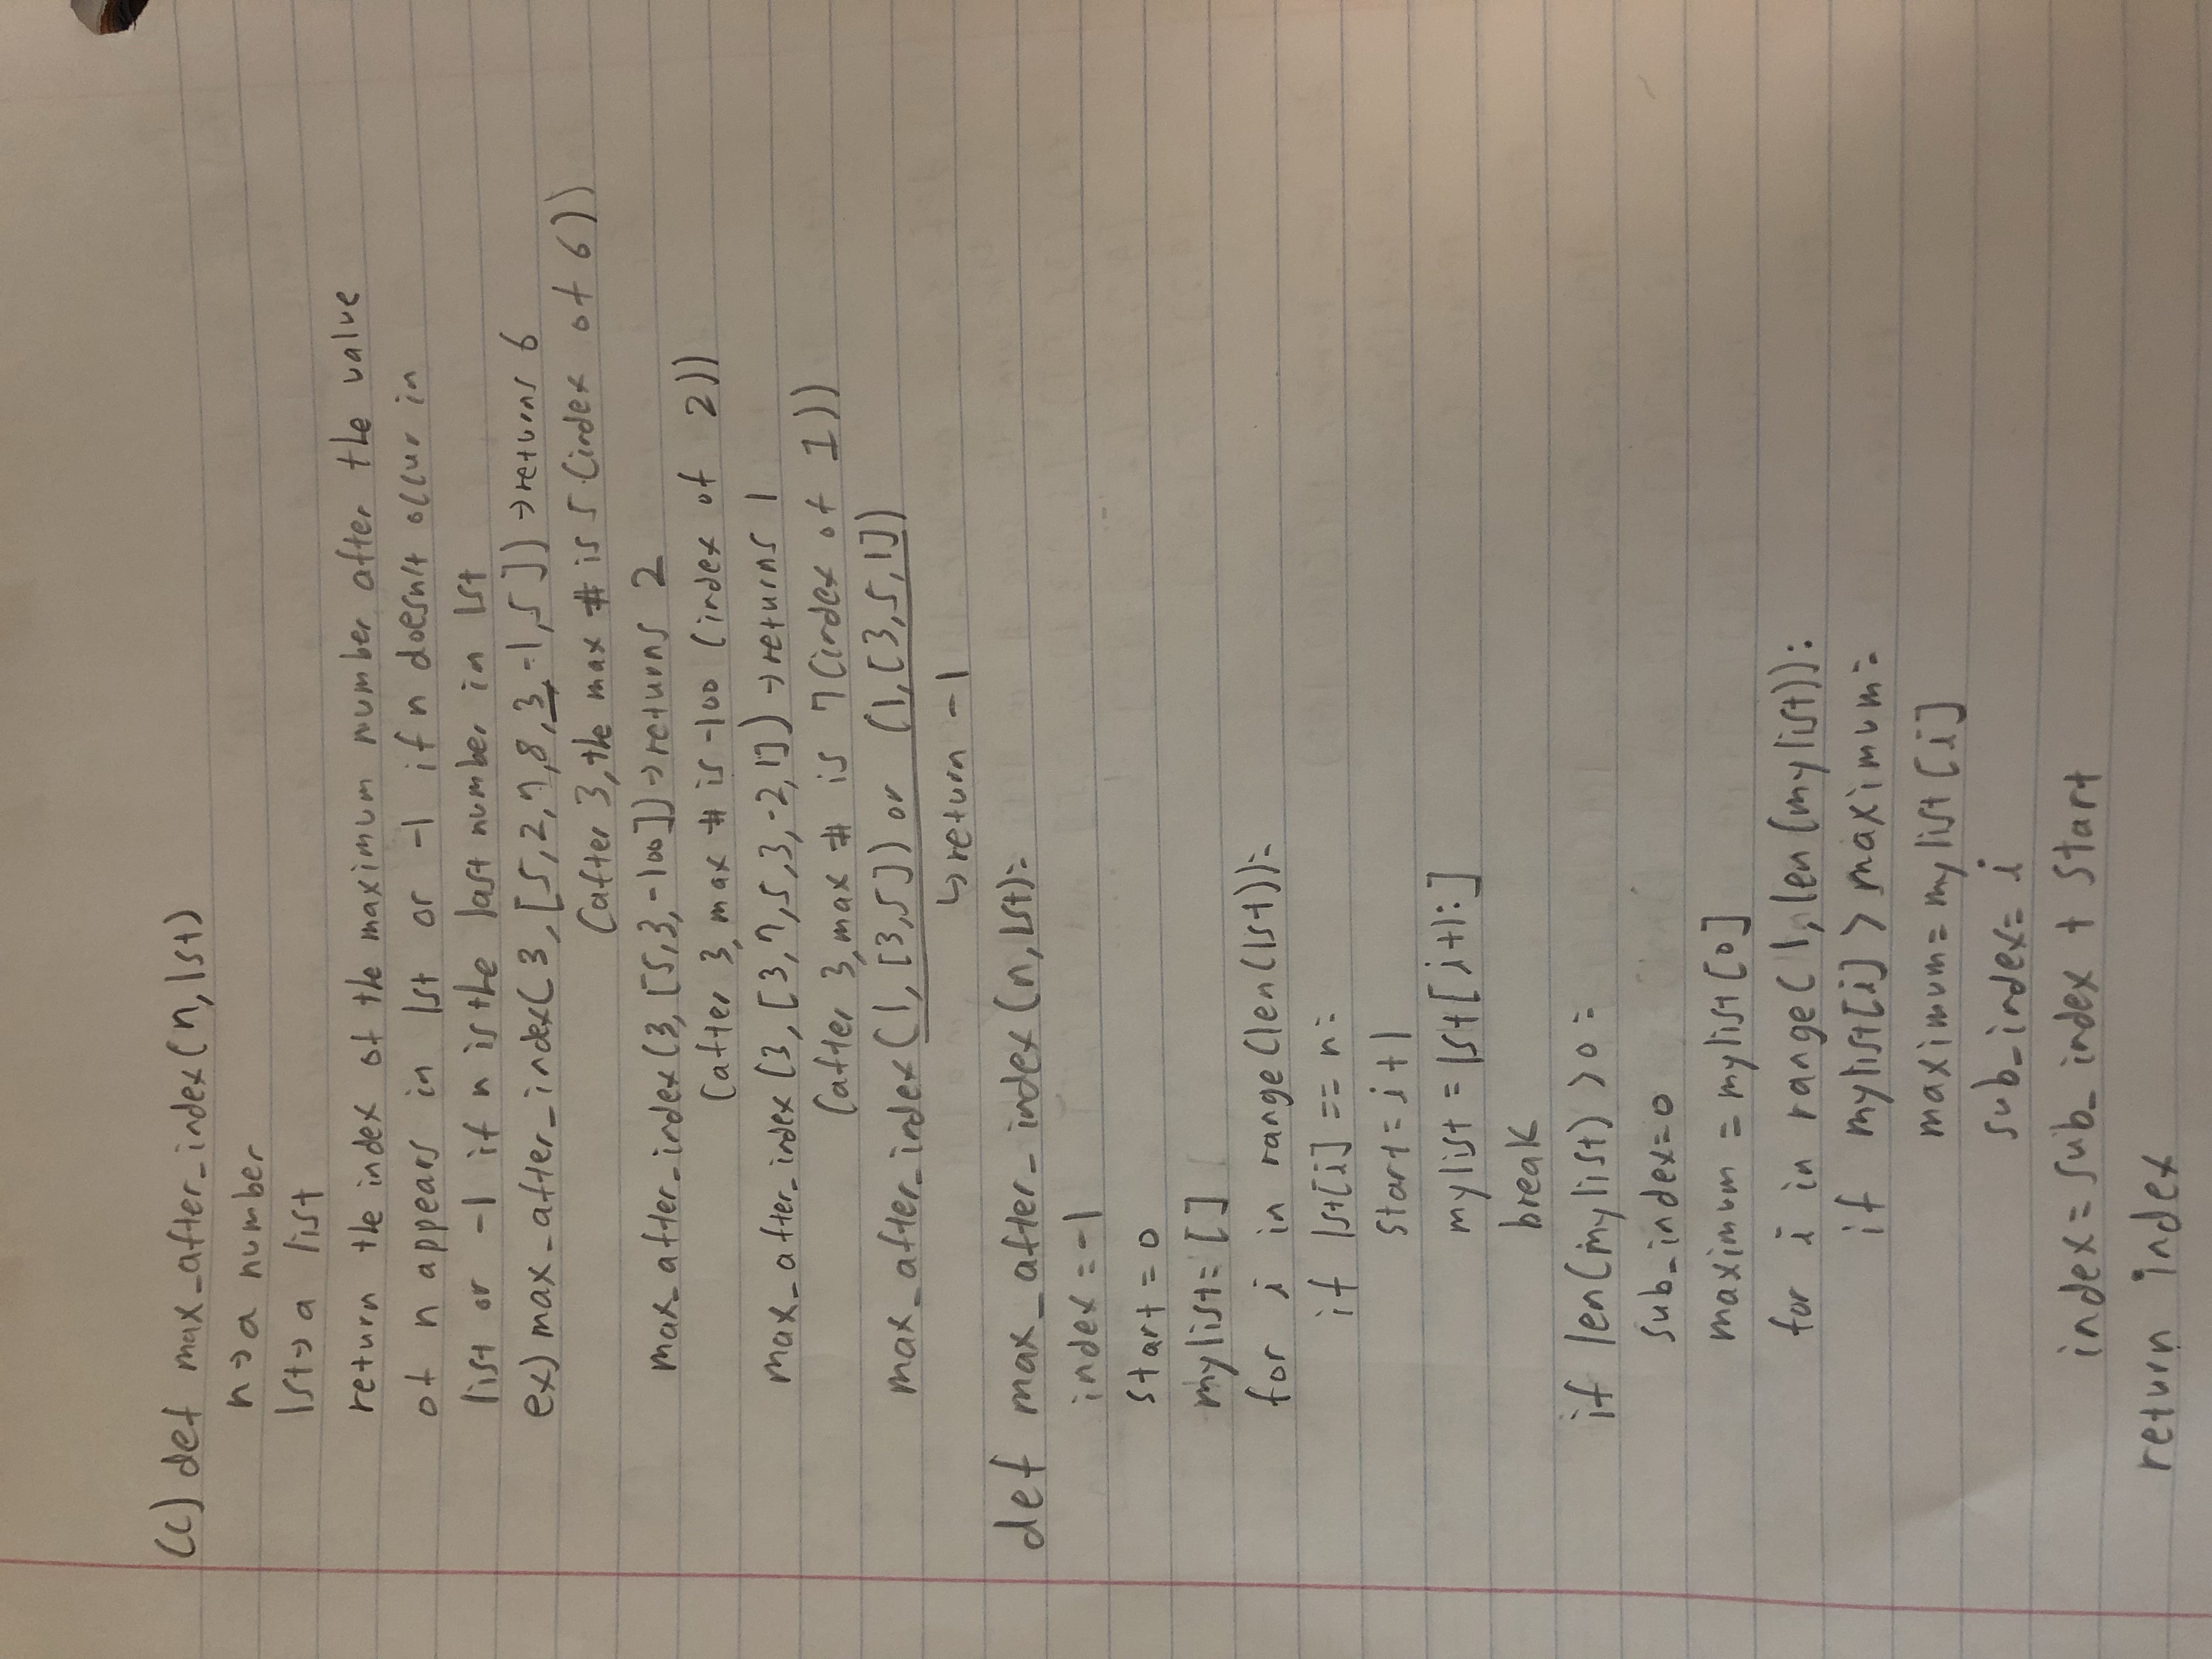 (c) def max_after_index(n, lst)
n→a number
lst→a list
return the index of the maximum number after the value
of n appears in lst or -1 if n doesn't occur in
list or -1 if n is the last number in lst
ex) max_after_index(3, [5,2,7,8,3,-1,5]) →returns 6
(after 3, the max # is 5 (index of 6))
max_after_index(3, [5,3,-100]) →returns 2
(after 3, max # is -100 (index of 2))
max_after_index(3, [3,7,5,3,-2,1]) →returns 1
(after 3, max # is 7 (index of 1))
max_after_index(1, [3,5]) or (1,[3,5,1])
↳return -1
def max_after_index(n, lst):
index = -1
start = 0
mylist = []
for i in range(len(lst)):
if lst[i] == n:
start = i+1
mylist = lst[i+1:]
break
if len(mylist) > 0:
sub_index = 0
maximum = mylist[0]
for i in range(1, len(mylist)):
if mylist[i] > maximum:
maximum = mylist[i]
sub_index = i
index = sub_index + start
return index